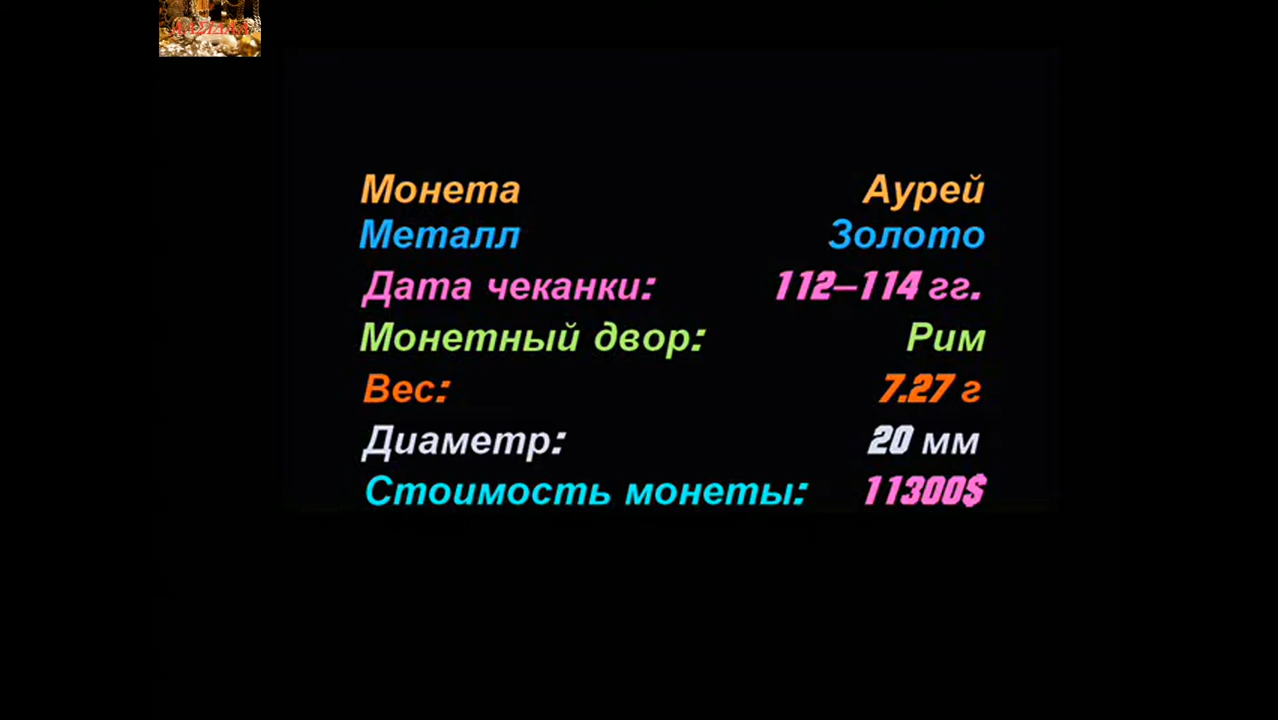 Монета Аурей
Металл Золото
Дата чеканки: 112–114 гг.
Монетный двор: Рим
Вес: 7.27 г
Диаметр: 20 мм
Стоимость монеты: 11300$